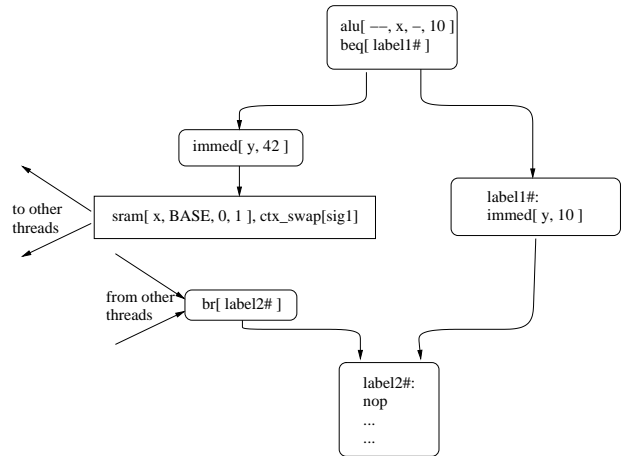 alu[ −−, x, −, 10 ]
beq[ label1# ]
immed[ y, 42 ]
label1#:
immed[ y, 10 ]
to other
threads
sram[ x, BASE, 0, 1 ], ctx_swap[sig1]
from other
threads
br[ label2# ]
label2#:
nop
...
...